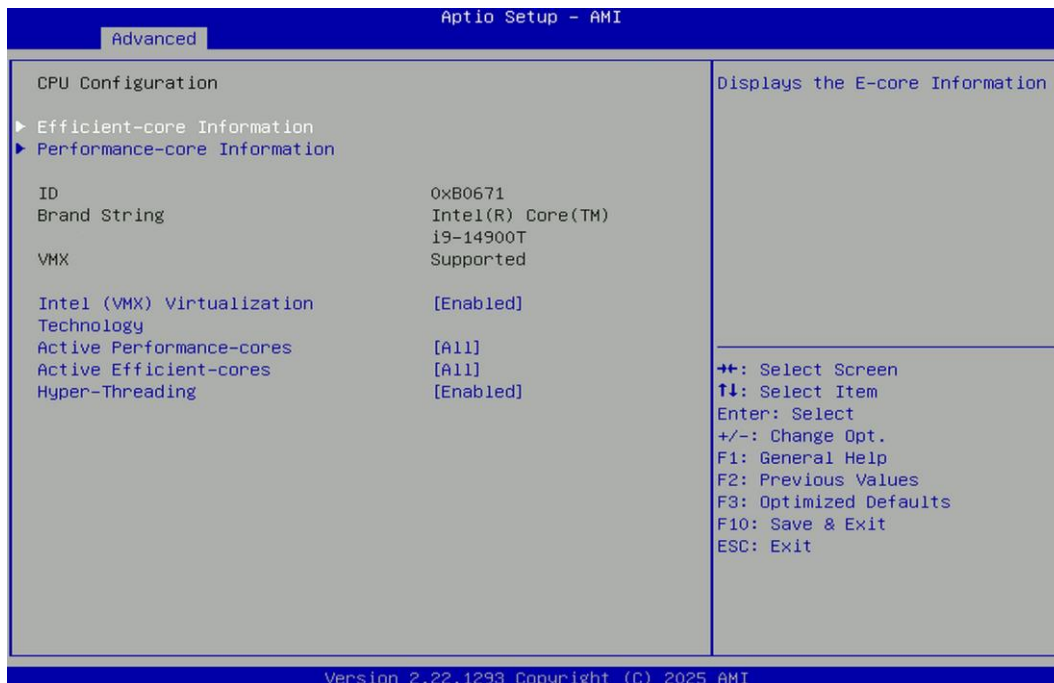 Aptio Setup – AMI
Advanced
CPU Configuration
Displays the E-core Information
▶ Efficient-core Information
▶ Performance-core Information
ID 0xB0671
Brand String Intel(R) Core(TM)
i9-14900T
VMX Supported
Intel (VMX) Virtualization [Enabled]
Technology
Active Performance-cores [All]
Active Efficient-cores [All]
Hyper-Threading [Enabled]
→←: Select Screen
↑↓: Select Item
Enter: Select
+/-: Change Opt.
F1: General Help
F2: Previous Values
F3: Optimized Defaults
F10: Save & Exit
ESC: Exit
Version 2.22.1293 Copyright (C) 2025 AMI